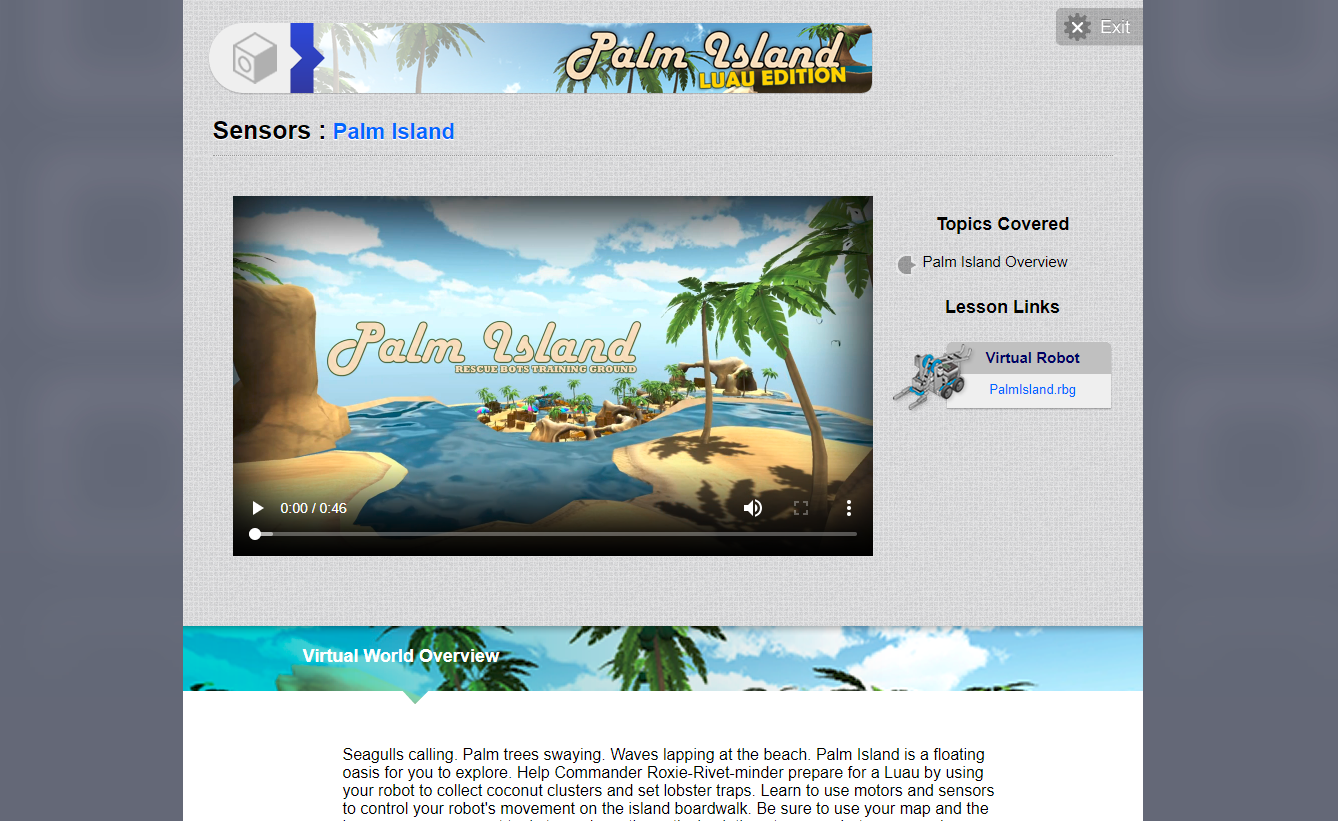 Exit
Palm Island
LUAU EDITION
Sensors : Palm Island
Palm Island
RESCUE BOTS TRAINING GROUND
0:00 / 0:46
Topics Covered
Palm Island Overview
Lesson Links
Virtual Robot
PalmIsland.rbg
Virtual World Overview
Seagulls calling. Palm trees swaying. Waves lapping at the beach. Palm Island is a floating
oasis for you to explore. Help Commander Roxie-Rivet-minder prepare for a Luau by using
your robot to collect coconut clusters and set lobster traps. Learn to use motors and sensors
to control your robot's movement on the island boardwalk. Be sure to use your map and the